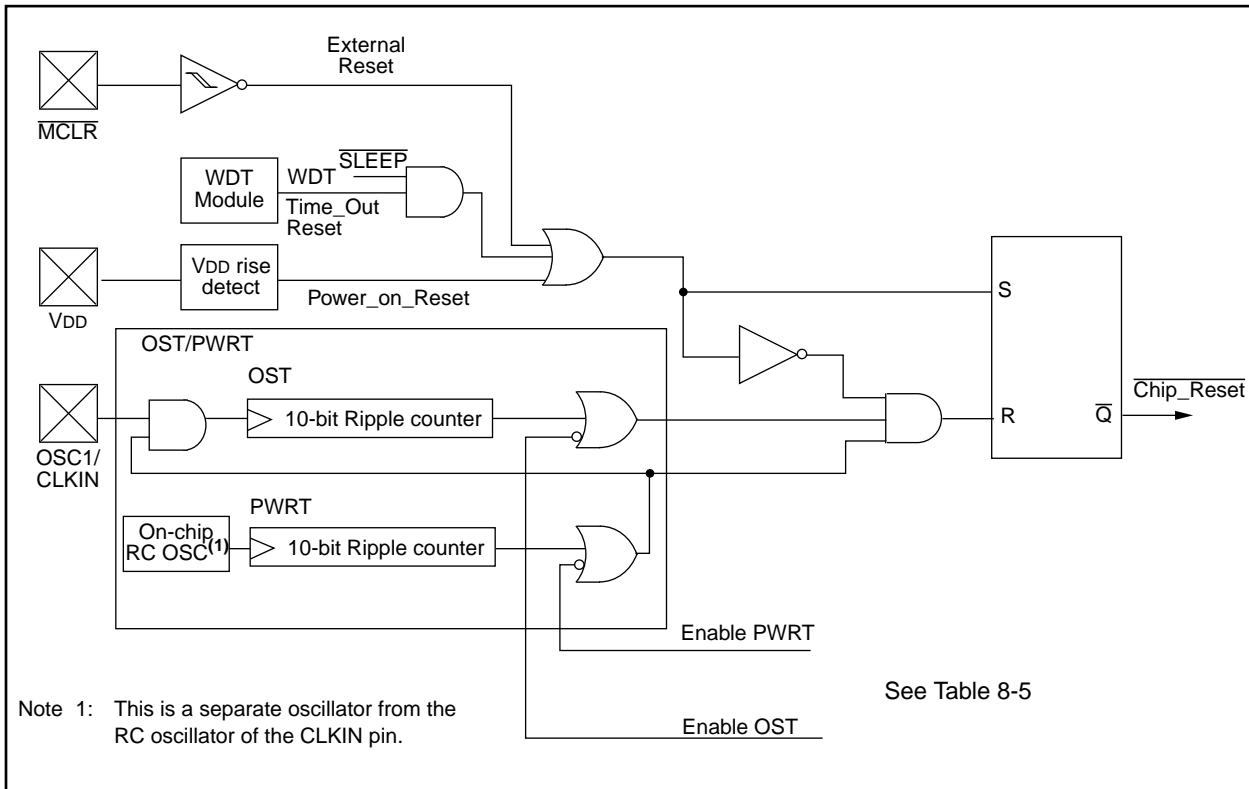 External
Reset
MCLR
SLEEP
WDT
Module
WDT
Time_Out
Reset
VDD rise
detect
Power_on_Reset
VDD
S
OST/PWRT
OST
10-bit Ripple counter
OSC1/
CLKIN
R
Q
Chip_Reset
PWRT
On-chip
RC OSC(1)
10-bit Ripple counter
Enable PWRT
See Table 8-5
Enable OST
Note 1: This is a separate oscillator from the
RC oscillator of the CLKIN pin.